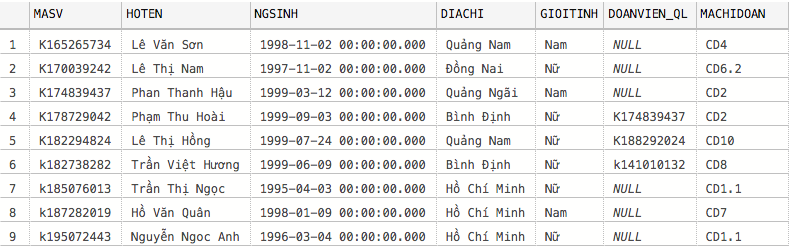 MASV HOTEN NGSINH DIACHI GIOITINH DOANVIEN_QL MACHIDOAN
1 K165265734 Lê Văn Sơn 1998-11-02 00:00:00.000 Quảng Nam Nam NULL CD4
2 K170039242 Lê Thị Nam 1997-11-02 00:00:00.000 Đồng Nai Nữ NULL CD6.2
3 K174839437 Phan Thanh Hậu 1999-03-12 00:00:00.000 Quảng Ngãi Nam NULL CD2
4 K178729042 Phạm Thu Hoài 1999-09-03 00:00:00.000 Bình Định Nữ K174839437 CD2
5 K182294824 Lê Thị Hồng 1999-07-24 00:00:00.000 Quảng Nam Nữ K188292024 CD10
6 k182738282 Trần Việt Hương 1999-06-09 00:00:00.000 Bình Định Nữ k141010132 CD8
7 k185076013 Trần Thị Ngọc 1995-04-03 00:00:00.000 Hồ Chí Minh Nữ NULL CD1.1
8 k187282019 Hồ Văn Quân 1998-01-09 00:00:00.000 Hồ Chí Minh Nam NULL CD7
9 k195072443 Nguyễn Ngoc Anh 1996-03-04 00:00:00.000 Hồ Chí Minh Nữ NULL CD1.1